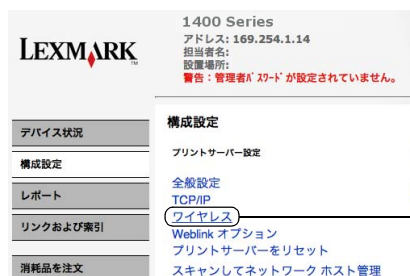 LEXMARK
TM
1400 Series
アドレス: 169.254.1.14
担当者名:
設置場所:
警告：管理者ﾊﾟｽﾜｰﾄﾞが設定されていません。
デバイス状況
構成設定
レポート
リンクおよび索引
消耗品を注文
構成設定
プリントサーバー設定
全般設定
TCP/IP
ワイヤレス
Weblink オプション
プリントサーバーをリセット
スキャンしてネットワーク ホスト管理